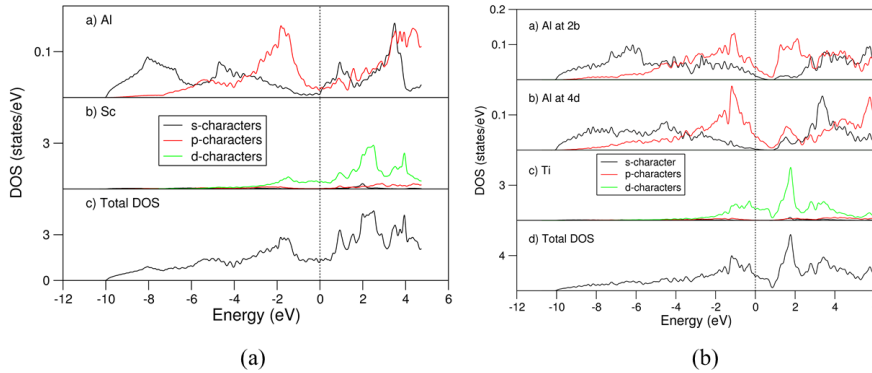 a) Al
0.1
b) Sc
s-characters
p-characters
d-characters
3
c) Total DOS
3
0
DOS (states/eV)
-12 -10 -8 -6 -4 -2 0 2 4 6
Energy (eV)
(a)
0.2
a) Al at 2b
0.1
b) Al at 4d
0.1
c) Ti
s-character
p-characters
d-characters
3
d) Total DOS
4
DOS (states/eV)
-12 -10 -8 -6 -4 -2 0 2 4
Energy (eV)
(b)